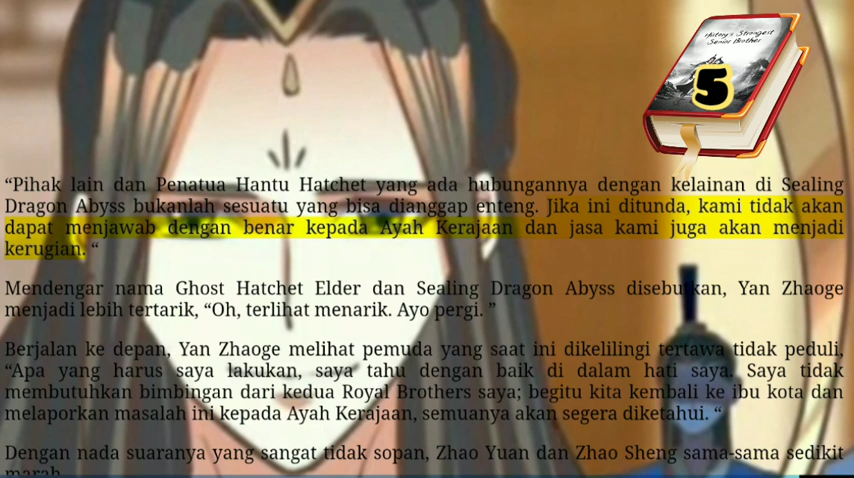 History's Strongest
Senior Brother
5
“Pihak lain dan Penatua Hantu Hatchet yang ada hubungannya dengan kelainan di Sealing
Dragon Abyss bukanlah sesuatu yang bisa dianggap enteng. Jika ini ditunda, kami tidak akan
dapat menjawab dengan benar kepada Ayah Kerajaan dan jasa kami juga akan menjadi
kerugian. “
Mendengar nama Ghost Hatchet Elder dan Sealing Dragon Abyss disebutkan, Yan Zhaoge
menjadi lebih tertarik, “Oh, terlihat menarik. Ayo pergi. ”
Berjalan ke depan, Yan Zhaoge melihat pemuda yang saat ini dikelilingi tertawa tidak peduli,
“Apa yang harus saya lakukan, saya tahu dengan baik di dalam hati saya. Saya tidak
membutuhkan bimbingan dari kedua Royal Brothers saya; begitu kita kembali ke ibu kota dan
melaporkan masalah ini kepada Ayah Kerajaan, semuanya akan segera diketahui. “
Dengan nada suaranya yang sangat tidak sopan, Zhao Yuan dan Zhao Sheng sama-sama sedikit
marah